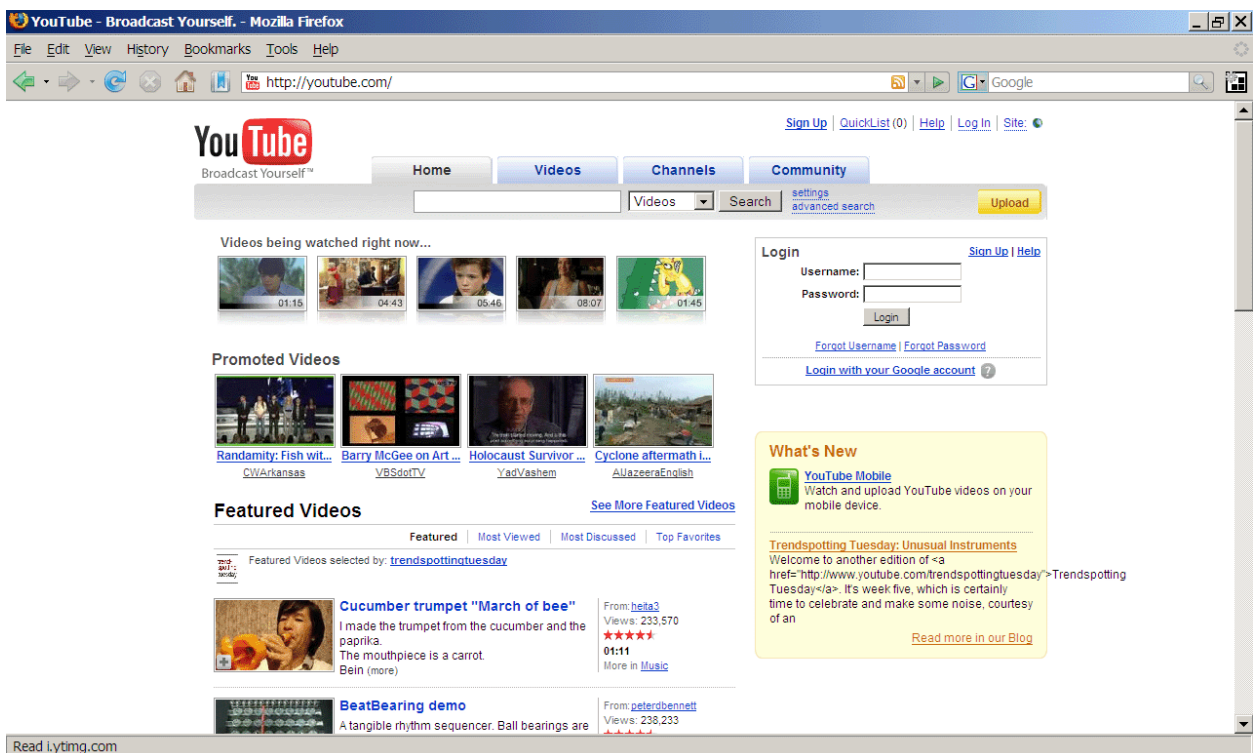 YouTube - Broadcast Yourself. - Mozilla Firefox
File Edit View History Bookmarks Tools Help
http://youtube.com/ Google
Sign Up QuickList (0) Help Log In Site:
YouTube
Broadcast Yourself™
Home Videos Channels Community
Videos Search settings
advanced search
Upload
Videos being watched right now...
01:15 04:43 05:46 08:07 01:45
Login Sign Up | Help
Username:
Password:
Login
Forgot Username | Forgot Password
Login with your Google account ?
Promoted Videos
Randamity: Fish wit... Barry McGee on Art ... Holocaust Survivor ... Cyclone aftermath i...
CWArkansas VBSdotTV YadVashem AlJazeeraEnglish
Featured Videos See More Featured Videos
Featured Most Viewed Most Discussed Top Favorites
Featured Videos selected by: trendspottingtuesday
Cucumber trumpet "March of bee"
I made the trumpet from the cucumber and the
paprika.
The mouthpiece is a carrot.
Bein (more)
From: heita3
Views: 233,570
01:11
More in Music
BeatBearing demo
A tangible rhythm sequencer. Ball bearings are
From: peterdbennett
Views: 238,233
What's New
YouTube Mobile
Watch and upload YouTube videos on your
mobile device.
Trendspotting Tuesday: Unusual Instruments
Welcome to another edition of <a
href="http://www.youtube.com/trendspottingtuesday">Trendspotting
Tuesday</a>. It's week five, which is certainly
time to celebrate and make some noise, courtesy
of an
Read more in our Blog
Read i.ytimg.com